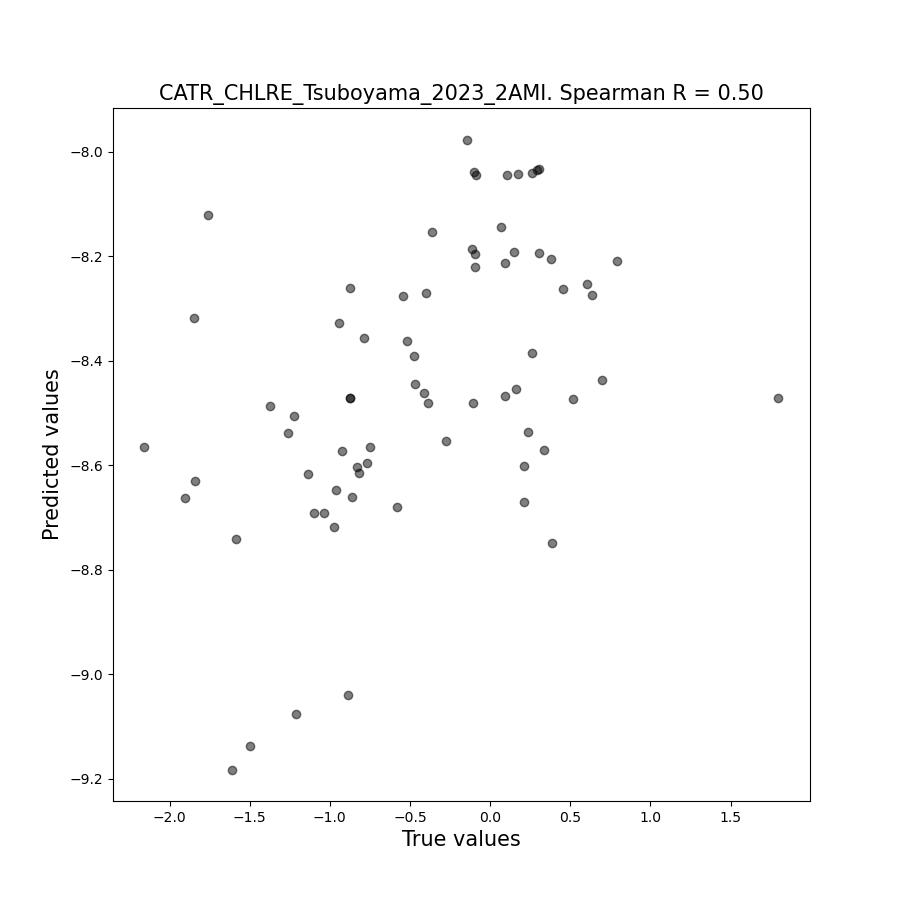 CATR_CHLRE_Tsuboyama_2023_2AMI. Spearman R = 0.50
−8.0
−8.2
−8.4
−8.6
−8.8
−9.0
−9.2
Predicted values
−2.0 −1.5 −1.0 −0.5 0.0 0.5 1.0 1.5
True values